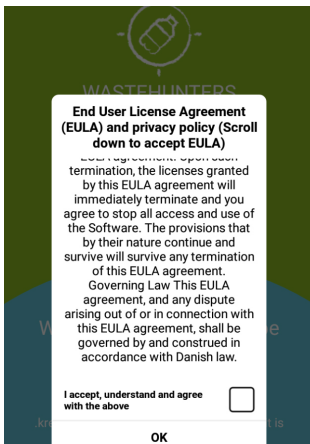 WASTEHUNTERS
End User License Agreement
(EULA) and privacy policy (Scroll
down to accept EULA)
EULA agreement. Upon such
termination, the licenses granted
by this EULA agreement will
immediately terminate and you
agree to stop all access and use of
the Software. The provisions that
by their nature continue and
survive will survive any termination
of this EULA agreement.
Governing Law This EULA
agreement, and any dispute
arising out of or in connection with
this EULA agreement, shall be
governed by and construed in
accordance with Danish law.
I accept, understand and agree
with the above
OK